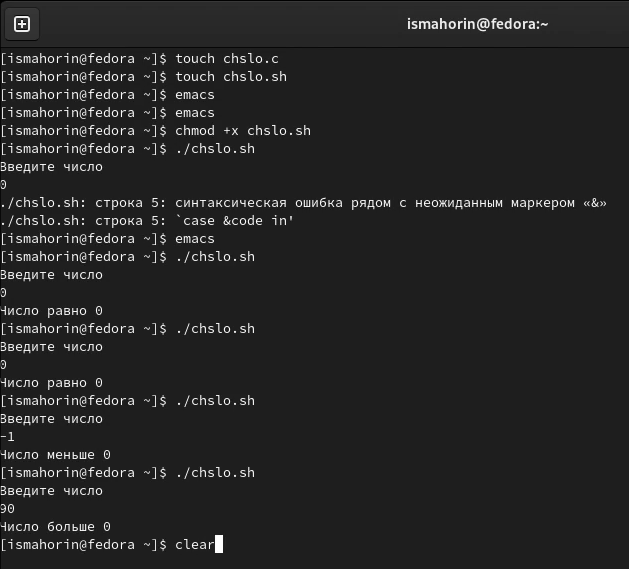 ismahorin@fedora:~
[ismahorin@fedora ~]$ touch chslo.c
[ismahorin@fedora ~]$ touch chslo.sh
[ismahorin@fedora ~]$ emacs
[ismahorin@fedora ~]$ emacs
[ismahorin@fedora ~]$ chmod +x chslo.sh
[ismahorin@fedora ~]$ ./chslo.sh
Введите число
0
./chslo.sh: строка 5: синтаксическая ошибка рядом с неожиданным маркером «&»
./chslo.sh: строка 5: `case &code in'
[ismahorin@fedora ~]$ emacs
[ismahorin@fedora ~]$ ./chslo.sh
Введите число
0
Число равно 0
[ismahorin@fedora ~]$ ./chslo.sh
Введите число
0
Число равно 0
[ismahorin@fedora ~]$ ./chslo.sh
Введите число
-1
Число меньше 0
[ismahorin@fedora ~]$ ./chslo.sh
Введите число
90
Число больше 0
[ismahorin@fedora ~]$ clear